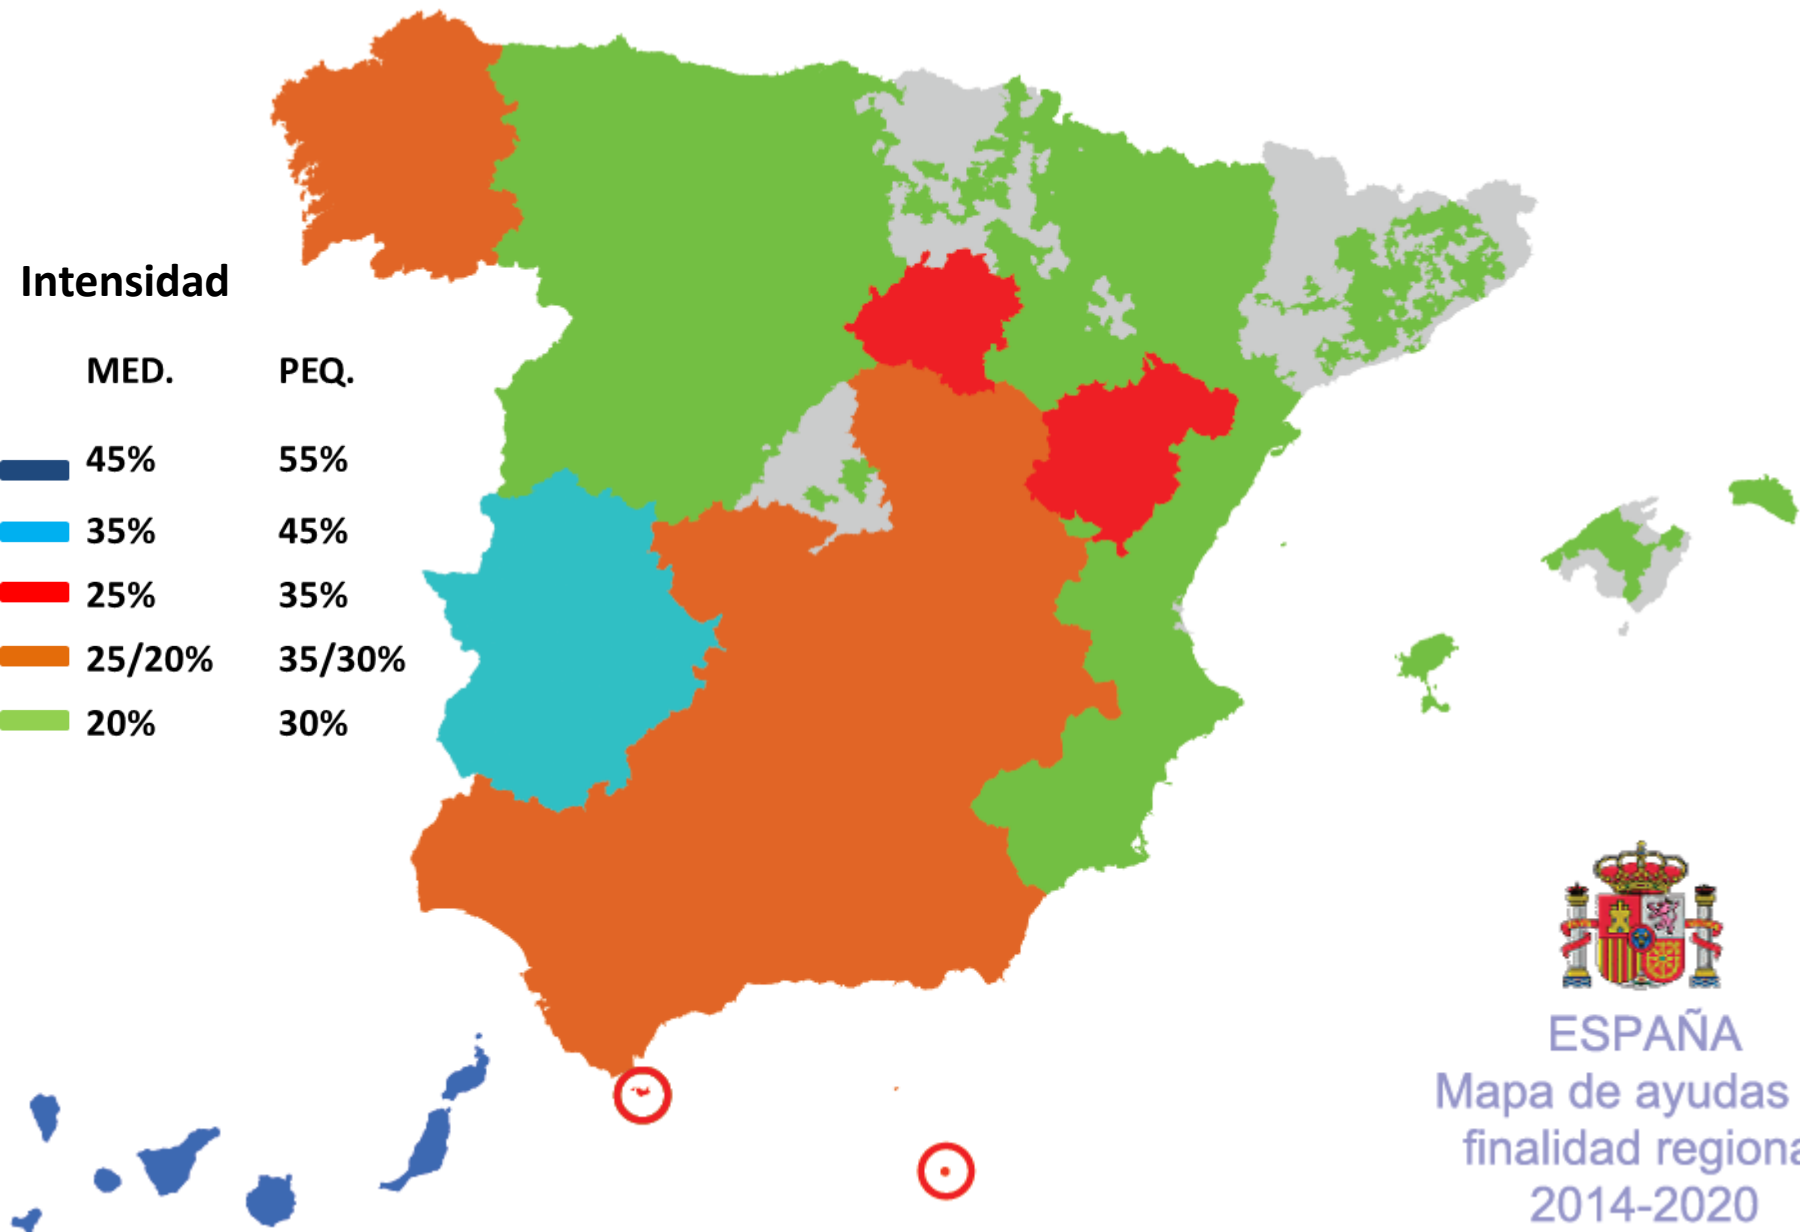 Intensidad
MED. PEQ.
45% 55%
35% 45%
25% 35%
25/20% 35/30%
20% 30%
ESPAÑA
Mapa de ayudas
finalidad regiona
2014-2020